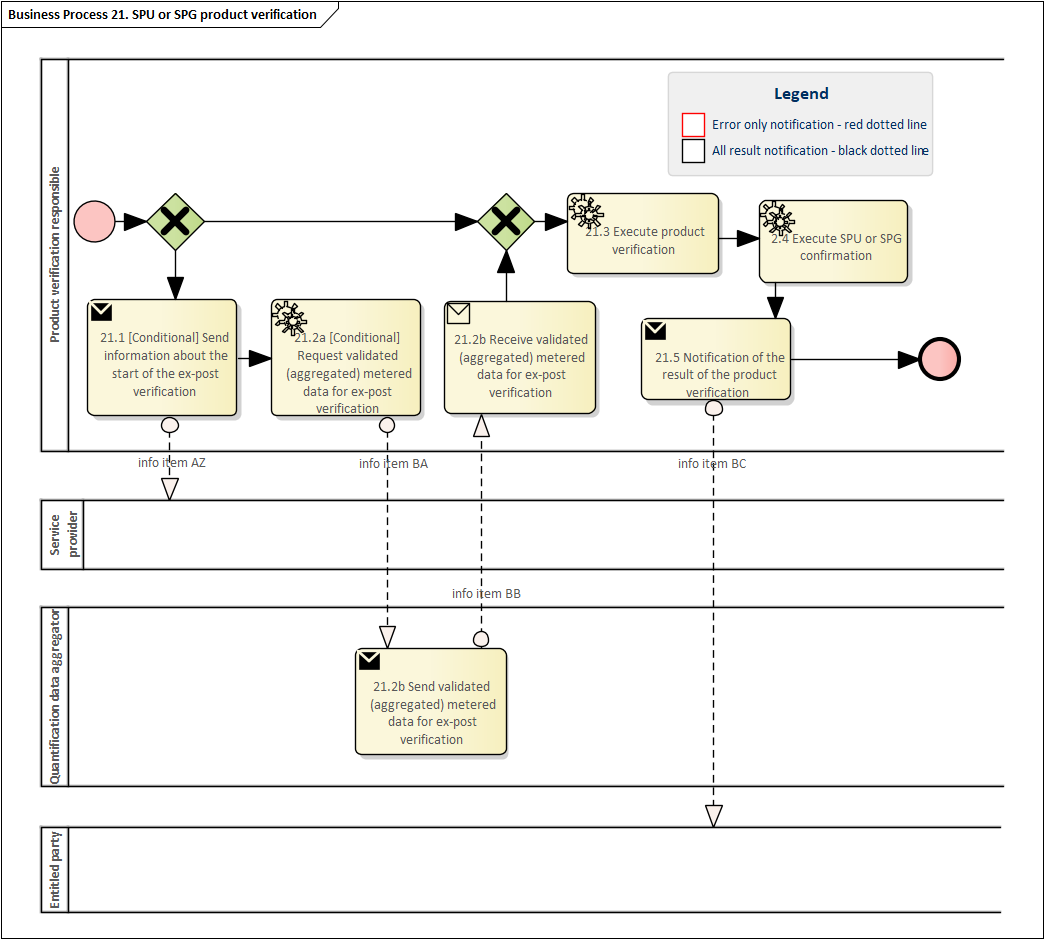 Business Process 21. SPU or SPG product verification
Product verification responsible
Legend
Error only notification - red dotted line
All result notification - black dotted line
21.3 Execute product
verification
2.4 Execute SPU or SPG
confirmation
21.1 [Conditional] Send
information about the
start of the ex-post
verification
21.2a [Conditional]
Request validated
(aggregated) metered
data for ex-post
verification
21.2b Receive validated
(aggregated) metered
data for ex-post
verification
21.5 Notification of the
result of the product
verification
info item AZ
info item BA
info item BC
Service
provider
info item BB
Quantification data aggregator
21.2b Send validated
(aggregated) metered
data for ex-post
verification
Entitled party